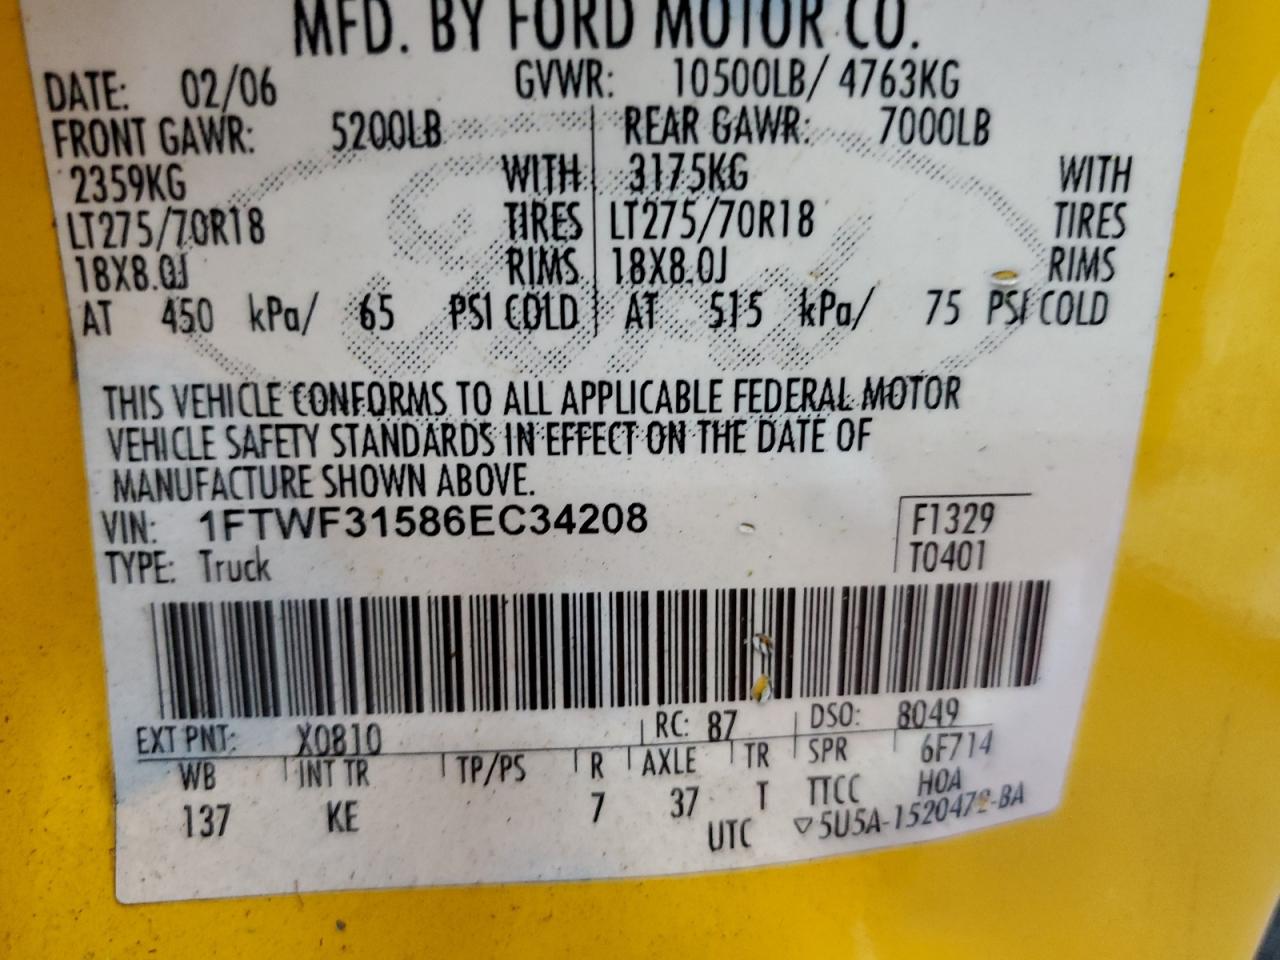 MFD. BY FORD MOTOR CO.
DATE: 02/06 GVWR: 10500LB/ 4763KG
FRONT GAWR: 5200LB REAR GAWR: 7000LB
2359KG WITH 3175KG WITH
LT275/70R18 TIRES LT275/70R18 TIRES
18X8.0J RIMS 18X8.0J RIMS
AT 450 kPa/ 65 PSI COLD AT 515 kPa/ 75 PSI COLD
THIS VEHICLE CONFORMS TO ALL APPLICABLE FEDERAL MOTOR
VEHICLE SAFETY STANDARDS IN EFFECT ON THE DATE OF
MANUFACTURE SHOWN ABOVE.
VIN: 1FTWF31586EC34208 F1329
TYPE: Truck T0401
EXT PNT: X0810 RC: 87 DSO: 8049
WB INT TR TP/PS R AXLE TR SPR 6F714
137 KE 7 37 T TTCC H0A
UTC ▽5U5A-1520472-BA